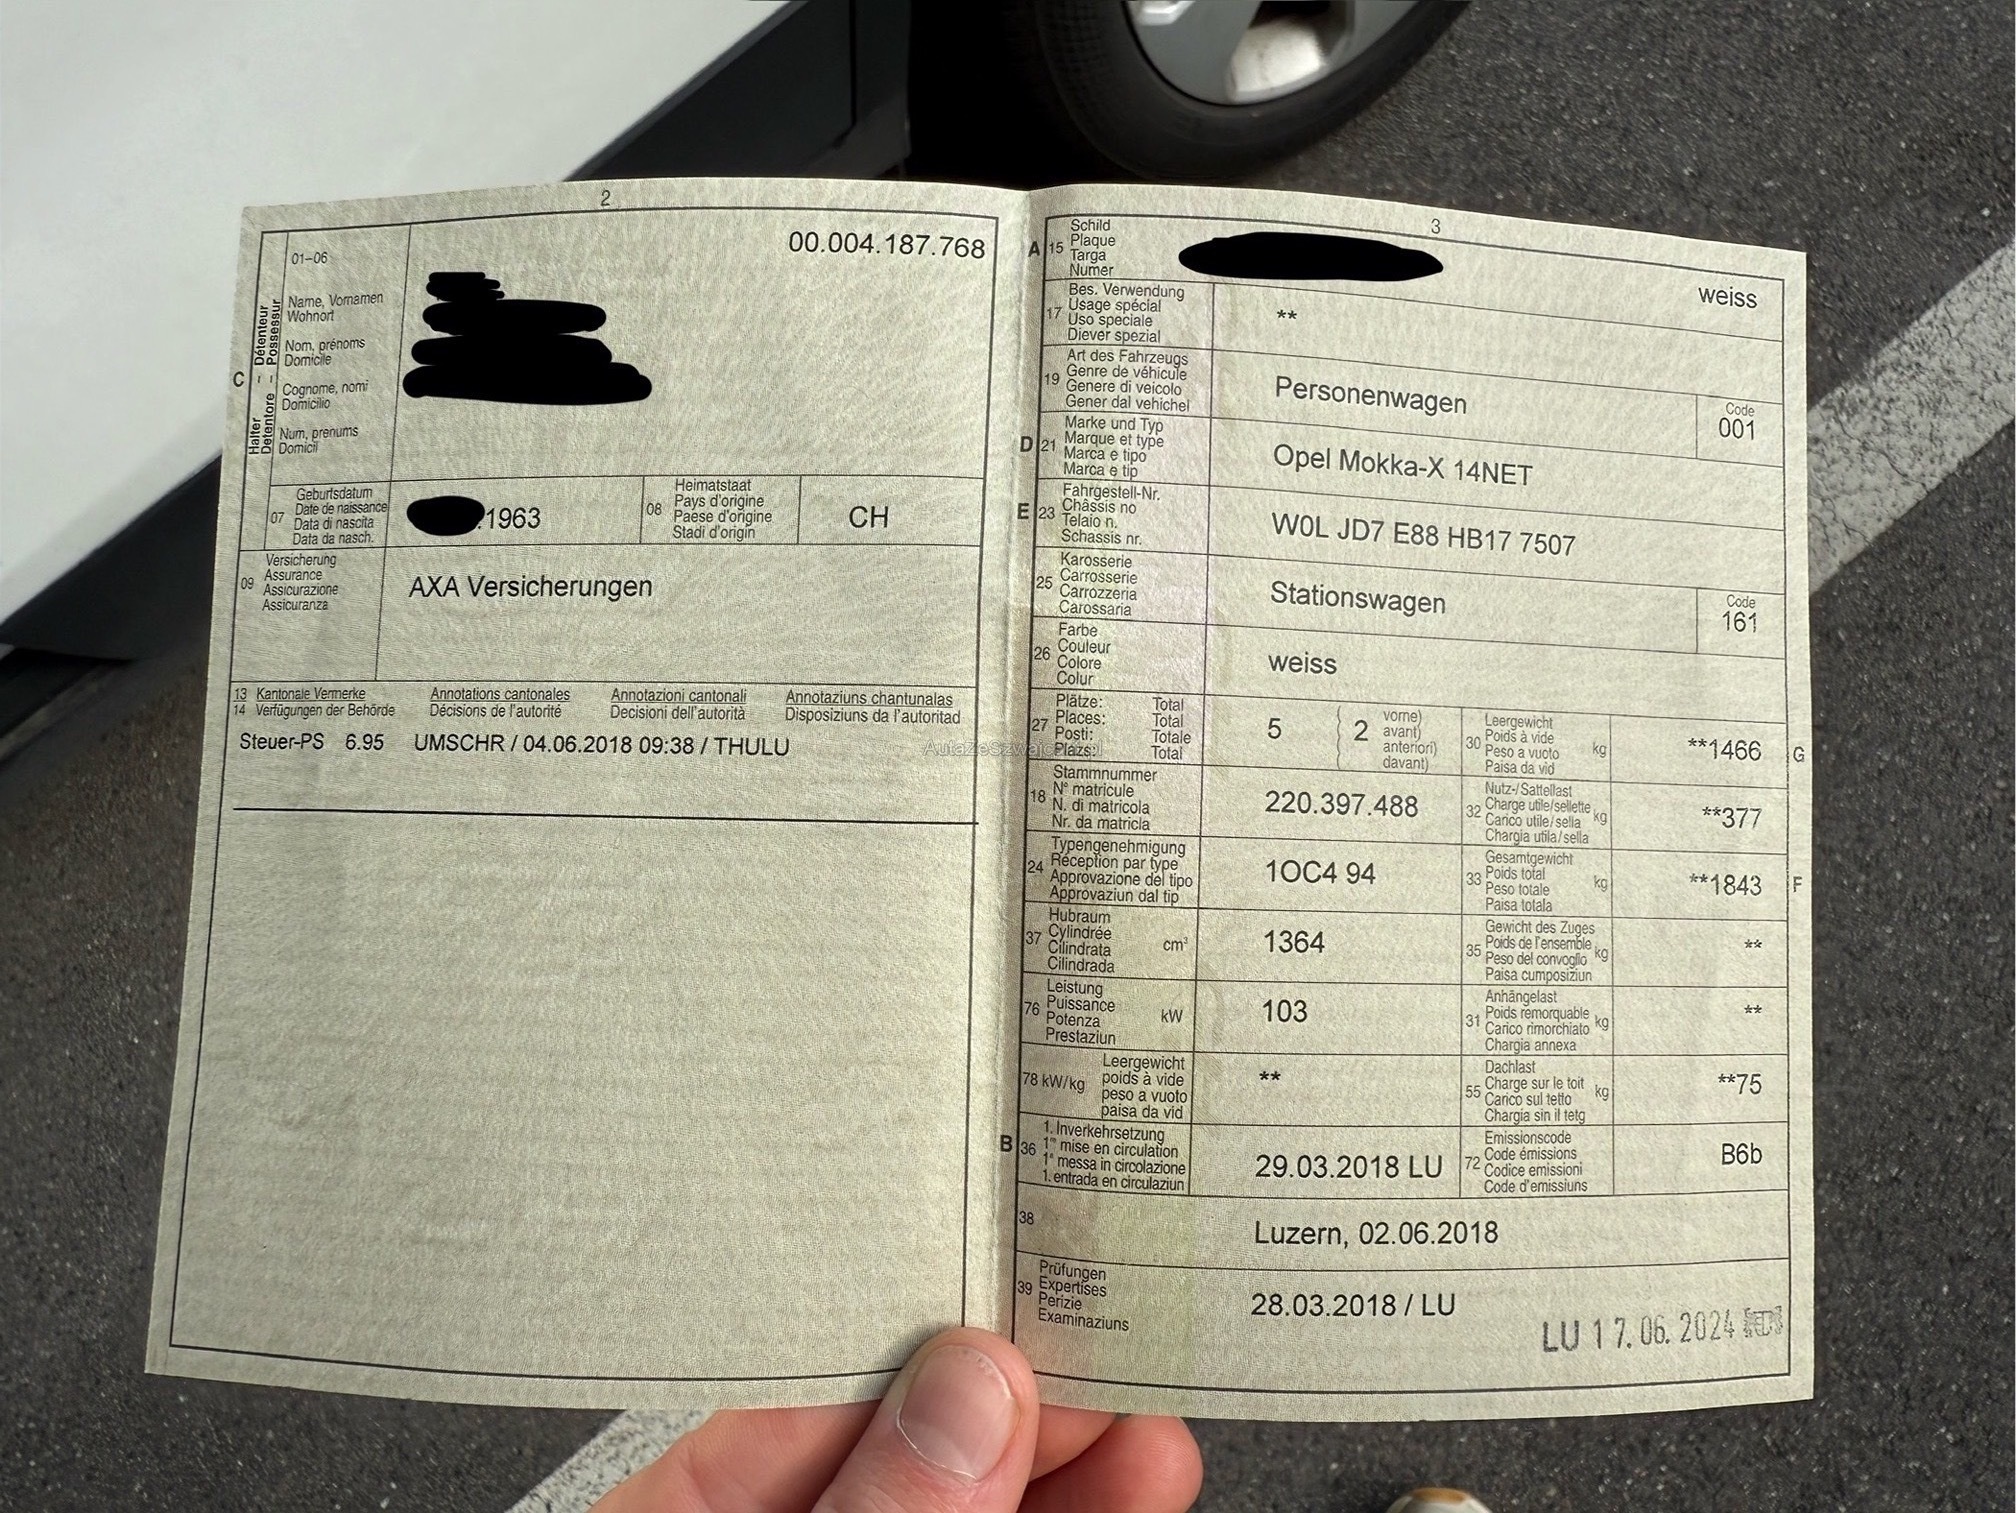 2
00.004.187.768
C
Halter - Détenteur
Detentore - Possessur
01–06
Name, Vornamen
Wohnort
Nom, prénoms
Domicile
Cognome, nomi
Domicilio
Num, prenums
Domicil
07
Geburtsdatum
Date de naissance
Data di nascita
Data da nasch.
.1963
08
Heimatstaat
Pays d'origine
Paese d'origine
Stadi d'origin
CH
09
Versicherung
Assurance
Assicurazione
Assicuranza
AXA Versicherungen
13 Kantonale Vermerke Annotations cantonales Annotazioni cantonali Annotaziuns chantunalas
14 Verfügungen der Behörde Décisions de l'autorité Decisioni dell'autorità Disposiziuns da l'autoritad
Steuer-PS 6.95 UMSCHR / 04.06.2018 09:38 / THULU
3
A
15
Schild
Plaque
Targa
Numer
weiss
17
Bes. Verwendung
Usage spécial
Uso speciale
Diever spezial
**
19
Art des Fahrzeugs
Genre de véhicule
Genere di veicolo
Gener dal vehichel
Personenwagen
Code
001
D
21
Marke und Typ
Marque et type
Marca e tipo
Marca e tip
Opel Mokka-X 14NET
E
23
Fahrgestell-Nr.
Châssis no
Telaio n.
Schassis nr.
W0L JD7 E88 HB17 7507
25
Karosserie
Carrosserie
Carrozzeria
Carossaria
Stationswagen
Code
161
26
Farbe
Couleur
Colore
Colur
weiss
27
Plätze: Total
Places: Total
Posti: Totale
Plazs: Total
5
2
vorne)
avant)
anteriori)
davant)
30
Leergewicht
Poids à vide
Peso a vuoto
Paisa da vid
kg
**1466
G
18
Stammnummer
N° matricule
N. di matricola
Nr. da matricla
220.397.488
32
Nutz-/Sattellast
Charge utile/sellette
Carico utile/sella
Chargia utila/sella
kg
**377
24
Typengenehmigung
Réception par type
Approvazione del tipo
Approvaziun dal tip
1OC4 94
33
Gesamtgewicht
Poids total
Peso totale
Paisa totala
kg
**1843
F
37
Hubraum
Cylindrée
Cilindrata
Cilindrada
cm³
1364
35
Gewicht des Zuges
Poids de l'ensemble
Peso del convoglio
Paisa cumposiziun
kg
**
76
Leistung
Puissance
Potenza
Prestaziun
kW
103
31
Anhängelast
Poids remorquable
Carico rimorchiato
Chargia annexa
kg
**
78 kW/kg
Leergewicht
poids à vide
peso a vuoto
paisa da vid
**
55
Dachlast
Charge sur le toit
Carico sul tetto
Chargia sin il tetg
kg
**75
B
36
1. Inverkehrsetzung
1re mise en circulation
1a messa in circolazione
1. entrada en circulaziun
29.03.2018 LU
72
Emissionscode
Code émissions
Codice emissioni
Code d'emissiuns
B6b
38
Luzern, 02.06.2018
39
Prüfungen
Expertises
Perizie
Examinaziuns
28.03.2018 / LU
LU 17.06.2024